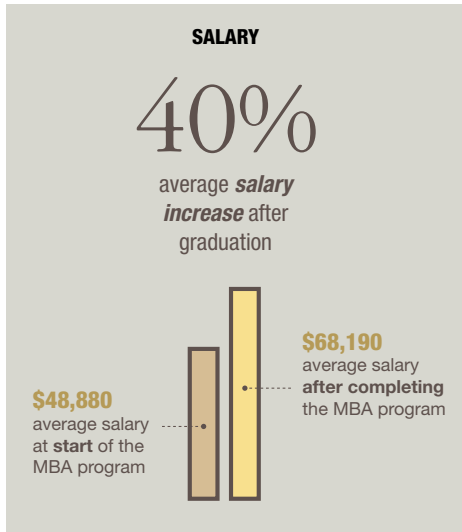 SALARY
40%
average salary
increase after
graduation
$68,190
average salary
after completing
the MBA program
$48,880
average salary
at start of the
MBA program